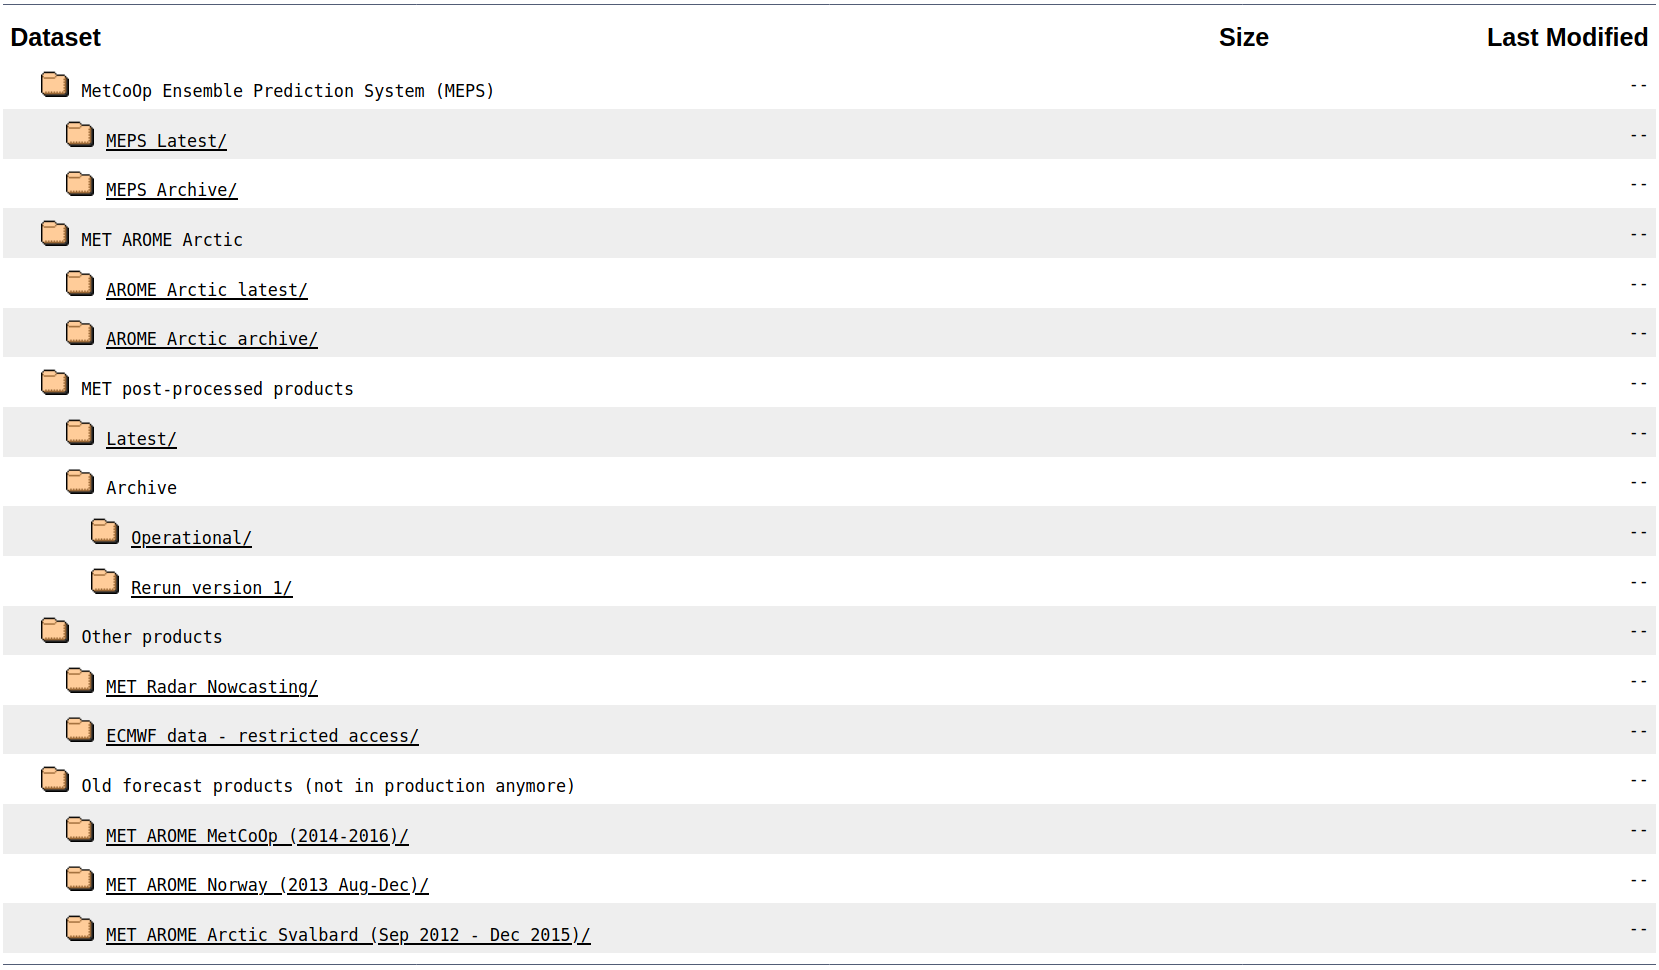 Dataset Size Last Modified
MetCoOp Ensemble Prediction System (MEPS) --
MEPS Latest/ --
MEPS Archive/ --
MET AROME Arctic --
AROME Arctic latest/ --
AROME Arctic archive/ --
MET post-processed products --
Latest/ --
Archive --
Operational/ --
Rerun version 1/ --
Other products --
MET Radar Nowcasting/ --
ECMWF data - restricted access/ --
Old forecast products (not in production anymore) --
MET AROME MetCoOp (2014-2016)/ --
MET AROME Norway (2013 Aug-Dec)/ --
MET AROME Arctic Svalbard (Sep 2012 - Dec 2015)/ --